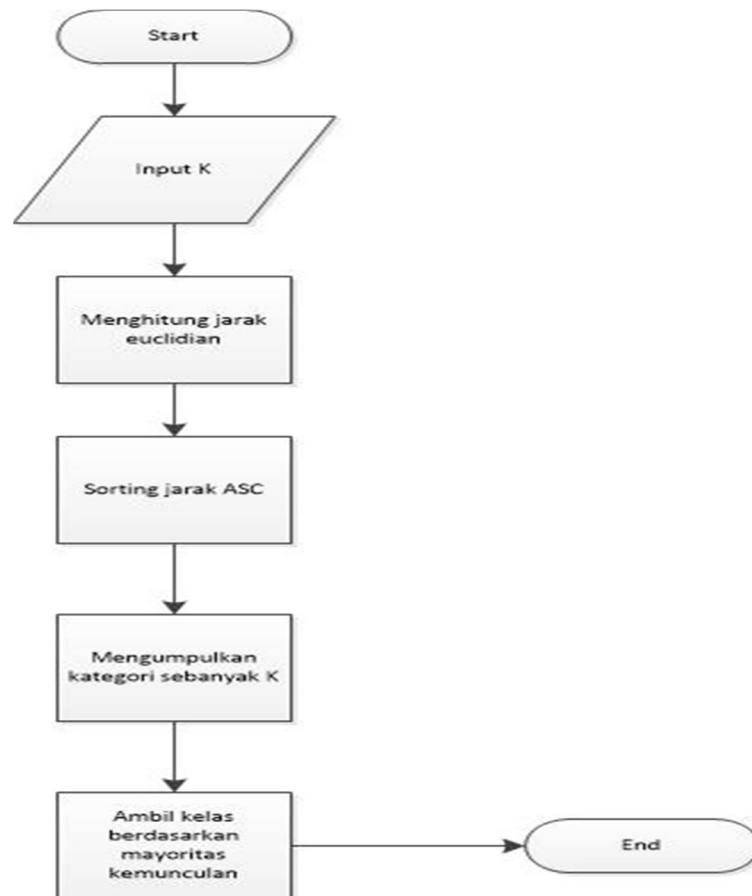 Start
Input K
Menghitung jarak
euclidian
Sorting jarak ASC
Mengumpulkan
kategori sebanyak K
Ambil kelas
berdasarkan
mayoritas
kemunculan
End